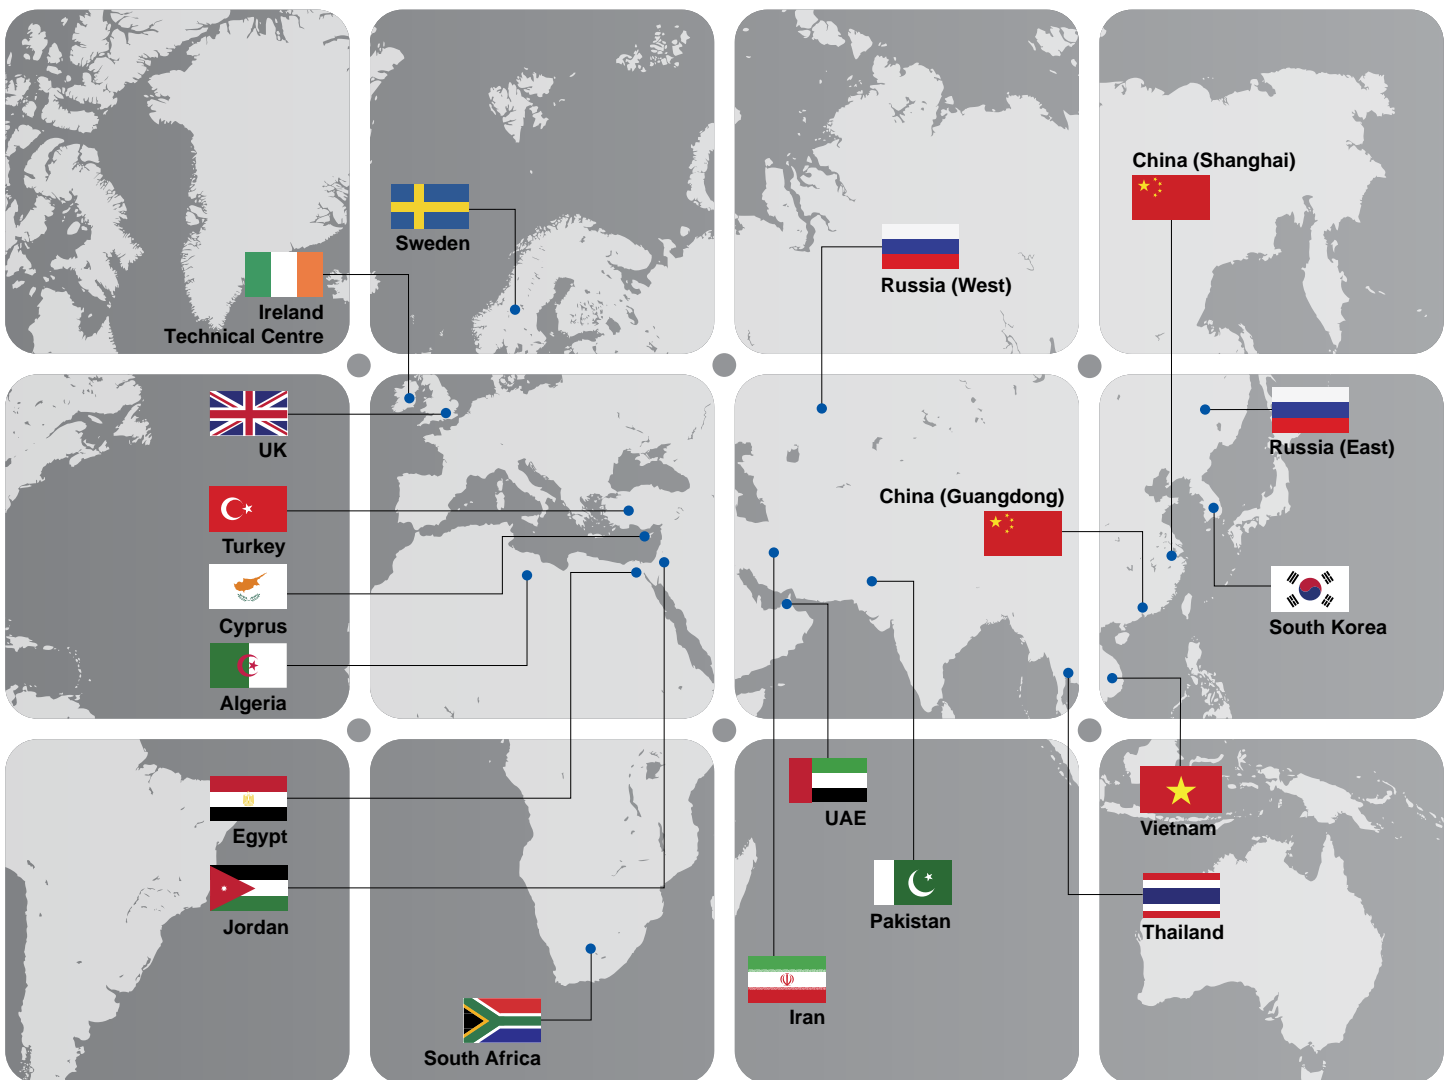 China (Shanghai)
Sweden
Russia (West)
Ireland
Technical Centre
UK
Russia (East)
China (Guangdong)
Turkey
Cyprus
South Korea
Algeria
Egypt
UAE
Vietnam
Jordan
Pakistan
Thailand
Iran
South Africa